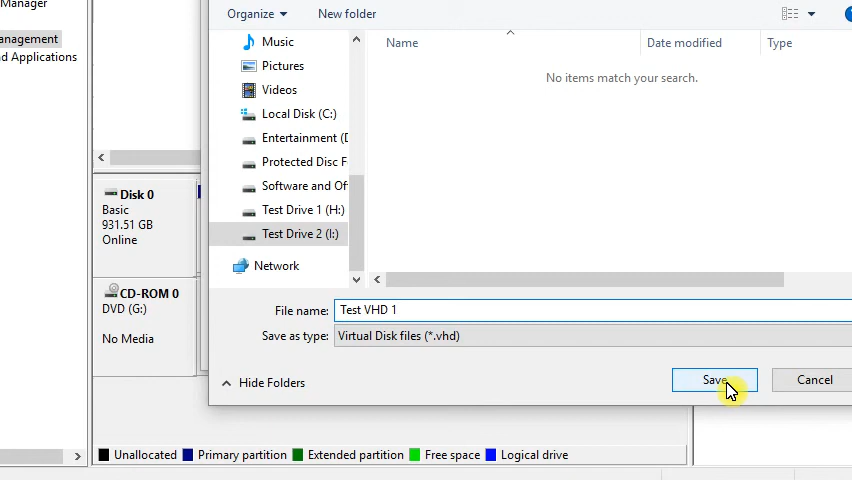 Manager
anagement
d Applications
Organize
New folder
Music
Pictures
Videos
Local Disk (C:)
Entertainment (D
Protected Disc F
Software and Of
Test Drive 1 (H:)
Test Drive 2 (I:)
Network
Name
Date modified
Type
No items match your search.
File name:
Test VHD 1
Save as type:
Virtual Disk files (*.vhd)
Hide Folders
Save
Cancel
Disk 0
Basic
931.51 GB
Online
CD-ROM 0
DVD (G:)
No Media
Unallocated
Primary partition
Extended partition
Free space
Logical drive